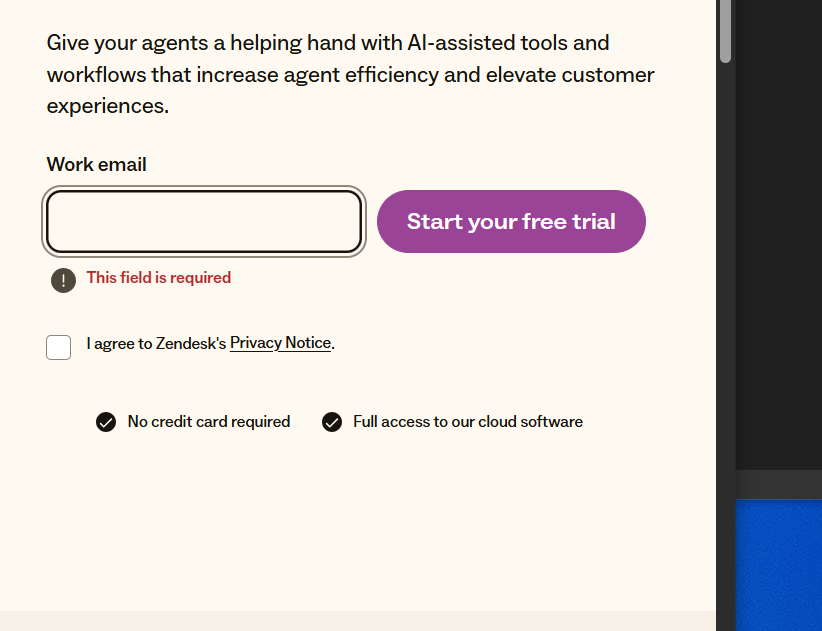 Give your agents a helping hand with AI-assisted tools and
workflows that increase agent efficiency and elevate customer
experiences.
Work email
Start your free trial
This field is required
I agree to Zendesk's Privacy Notice.
No credit card required
Full access to our cloud software